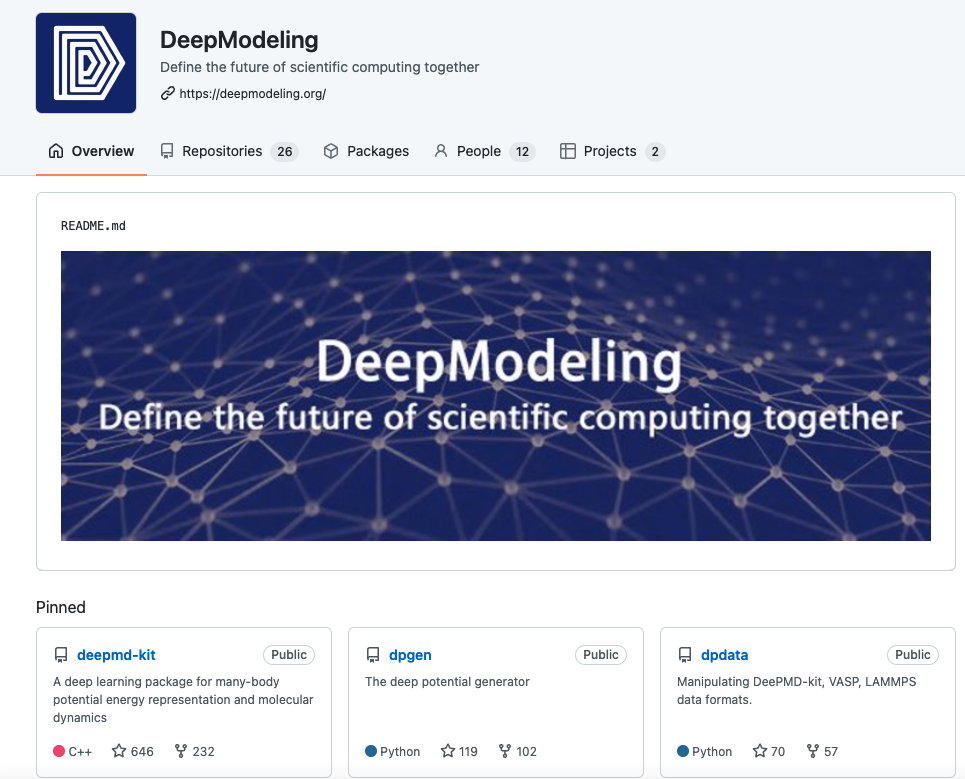 DeepModeling
Define the future of scientific computing together
https://deepmodeling.org/
Overview Repositories 26 Packages People 12 Projects 2
README.md
DeepModeling
Define the future of scientific computing together
Pinned
deepmd-kit Public
A deep learning package for many-body
potential energy representation and molecular
dynamics
C++ 646 232
dpgen Public
The deep potential generator
Python 119 102
dpdata Public
Manipulating DeePMD-kit, VASP, LAMMPS
data formats.
Python 70 57